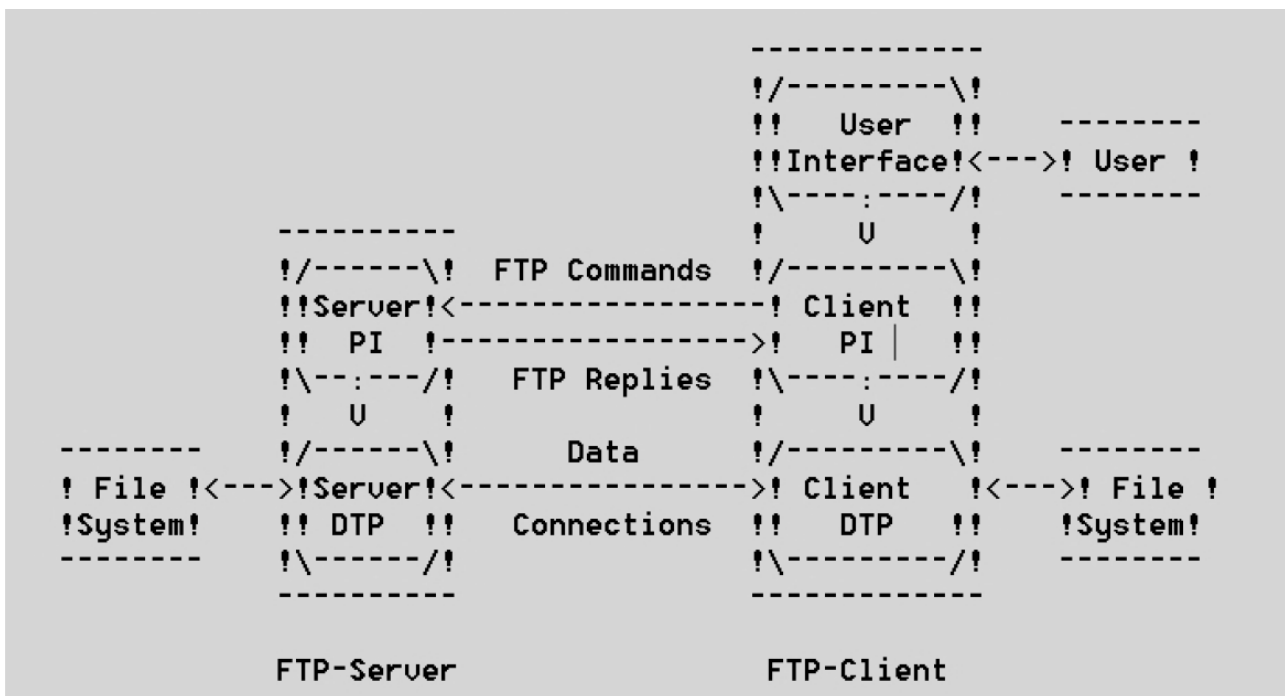 -------------
!/---------\!
!!   User  !!     --------
!!Interface!<--->! User !
!\----:----/!     --------
----------                 !     V     !
!/------\!  FTP Commands  !/---------\!
!!Server!<-----------------! Client  !!
!!  PI  !----------------->!   PI |   !!
!\--:---/!   FTP Replies  !\----:----/!
!   V    !                !     V     !
--------    !/------\!      Data      !/---------\!    --------
! File !<--->!Server!<---------------->! Client   !<--->! File !
!System!    !! DTP  !!   Connections  !!   DTP   !!    !System!
--------    !\------/!                !\---------/!    --------
----------                -------------
FTP-Server                 FTP-Client